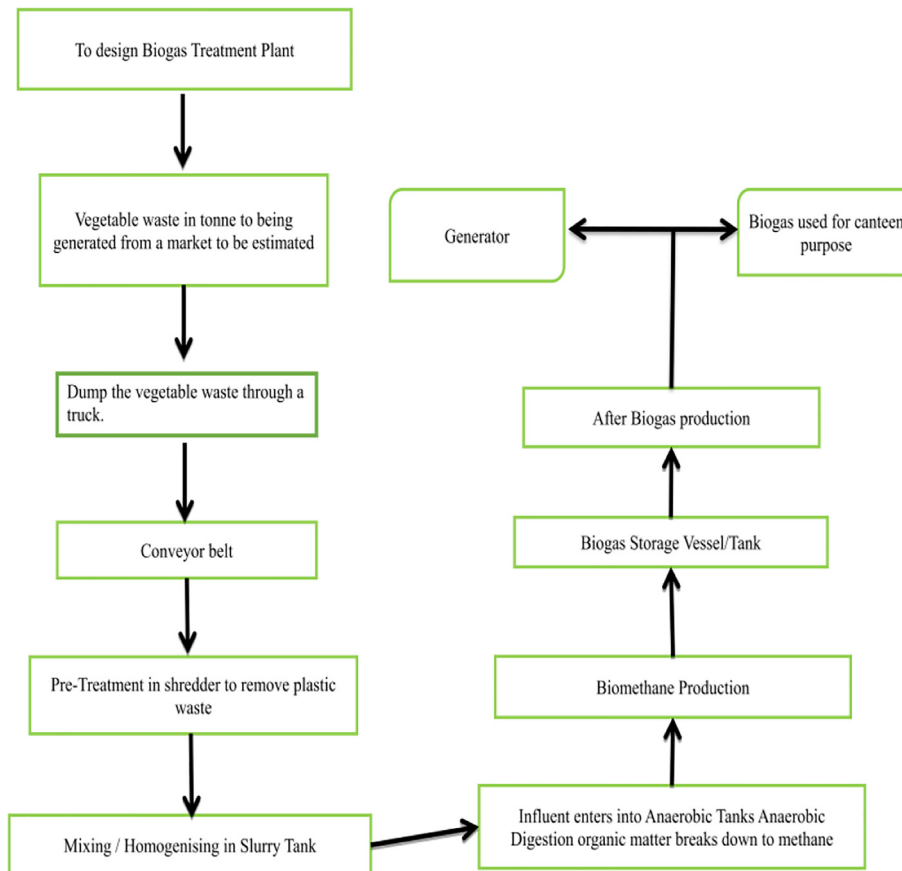 To design Biogas Treatment Plant
Vegetable waste in tonne to being
generated from a market to be estimated
Dump the vegetable waste through a
truck.
Conveyor belt
Pre-Treatment in shredder to remove plastic
waste
Mixing / Homogenising in Slurry Tank
Influent enters into Anaerobic Tanks Anaerobic
Digestion organic matter breaks down to methane
Biomethane Production
Biogas Storage Vessel/Tank
After Biogas production
Generator
Biogas used for canteen
purpose